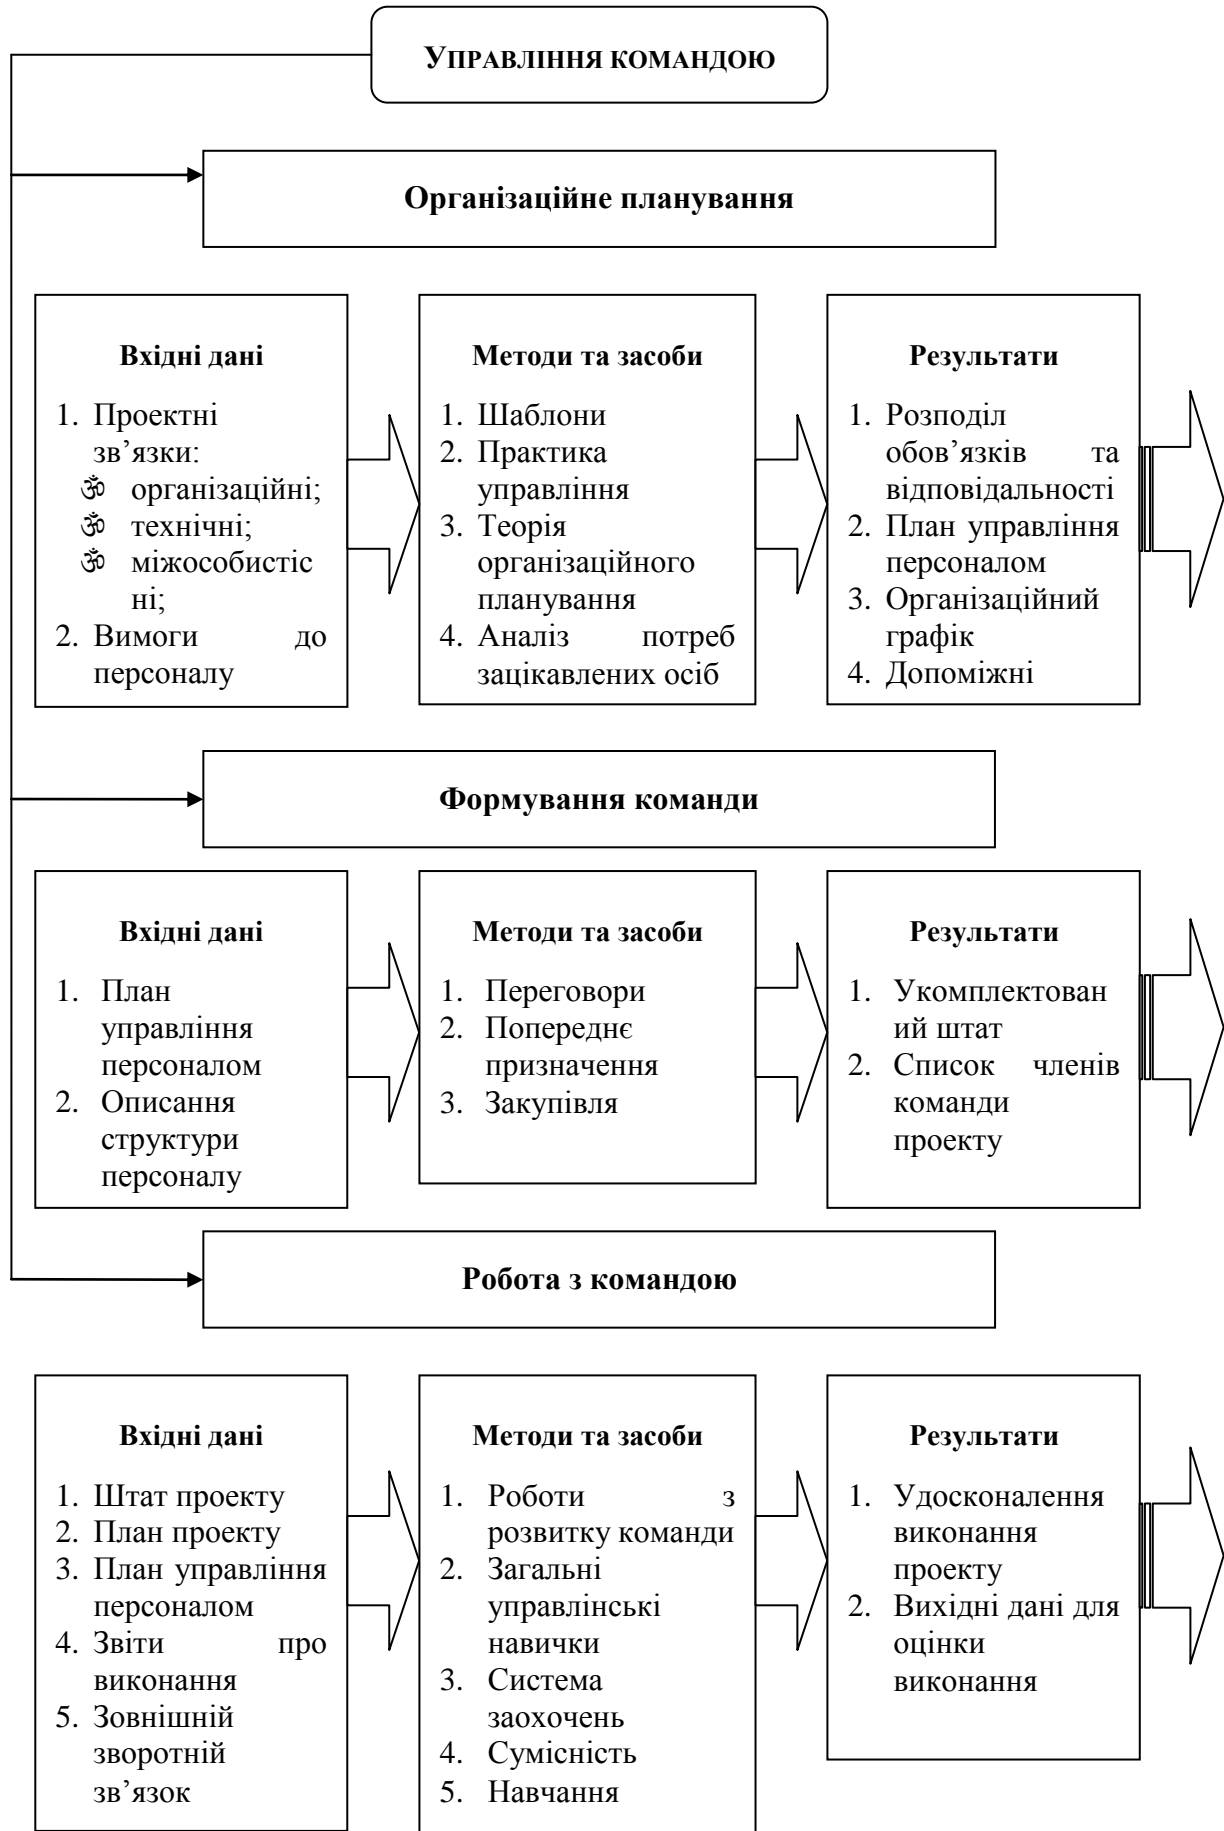 УПРАВЛІННЯ КОМАНДОЮ
Організаційне планування
Вхідні дані
1. Проектні
зв’язки:
ॐ організаційні;
ॐ технічні;
ॐ міжособистіс
ні;
2. Вимоги до
персоналу
Методи та засоби
1. Шаблони
2. Практика
управління
3. Теорія
організаційного
планування
4. Аналіз потреб
зацікавлених осіб
Результати
1. Розподіл
обов’язків та
відповідальності
2. План управління
персоналом
3. Організаційний
графік
4. Допоміжні
Формування команди
Вхідні дані
1. План
управління
персоналом
2. Описання
структури
персоналу
Методи та засоби
1. Переговори
2. Попереднє
призначення
3. Закупівля
Результати
1. Укомплектован
ий штат
2. Список членів
команди
проекту
Робота з командою
Вхідні дані
1. Штат проекту
2. План проекту
3. План управління
персоналом
4. Звіти про
виконання
5. Зовнішній
зворотній
зв’язок
Методи та засоби
1. Роботи з
розвитку команди
2. Загальні
управлінські
навички
3. Система
заохочень
4. Сумісність
5. Навчання
Результати
1. Удосконалення
виконання
проекту
2. Вихідні дані для
оцінки
виконання